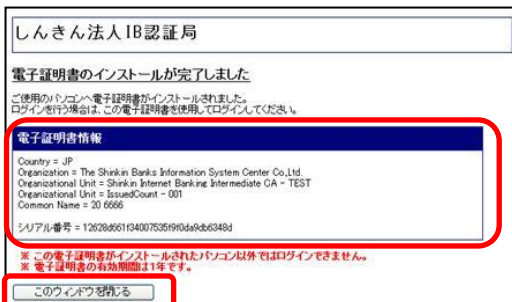 しんきん法人IB認証局
電子証明書のインストールが完了しました
ご使用のパソコンへ電子証明書がインストールされました。
ログインを行う場合は、この電子証明書を使用してログインしてください。
電子証明書情報
Country = JP
Organization = The Shinkin Banks Information System Center Co.,Ltd.
Organizational Unit = Shinkin Internet Banking Intermediate CA - TEST
Organizational Unit = IssuedCount - 001
Common Name = 20 6666
シリアル番号 = 12628d661f34007535f9f0da9db6348d
※ この電子証明書がインストールされたパソコン以外ではログインできません。
※ 電子証明書の有効期間は1年です。
このウィンドウを閉じる